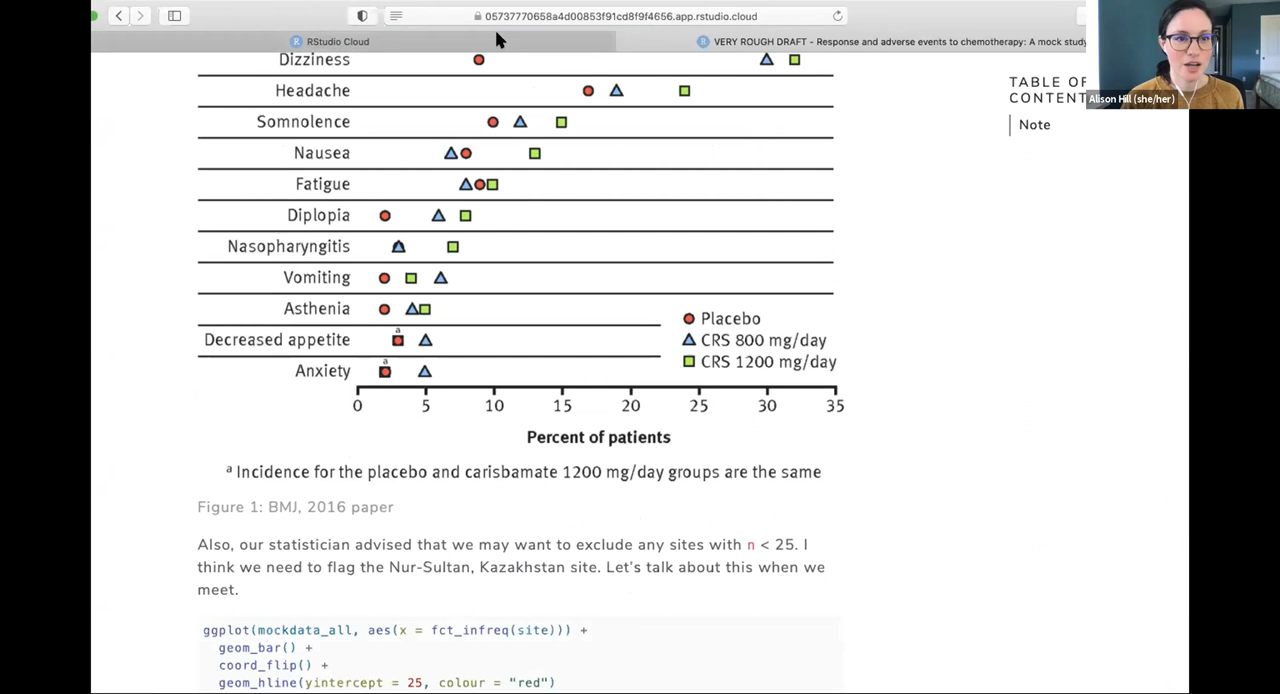 05737770658a4d00853f91cd8f9f4656.app.rstudio.cloud
RStudio Cloud
VERY ROUGH DRAFT - Response and adverse events to chemotherapy: A mock study
Alison Hill (she/her)
TABLE OF
CONTENT
Note
Dizziness
Headache
Somnolence
Nausea
Fatigue
Diplopia
Nasopharyngitis
Vomiting
Asthenia
Decreased appetite
a
Anxiety
a
Placebo
CRS 800 mg/day
CRS 1200 mg/day
0 5 10 15 20 25 30 35
Percent of patients
a Incidence for the placebo and carisbamate 1200 mg/day groups are the same
Figure 1: BMJ, 2016 paper
Also, our statistician advised that we may want to exclude any sites with n < 25. I
think we need to flag the Nur-Sultan, Kazakhstan site. Let's talk about this when we
meet.
ggplot(mockdata_all, aes(x = fct_infreq(site))) +
geom_bar() +
coord_flip() +
geom_hline(yintercept = 25, colour = "red")